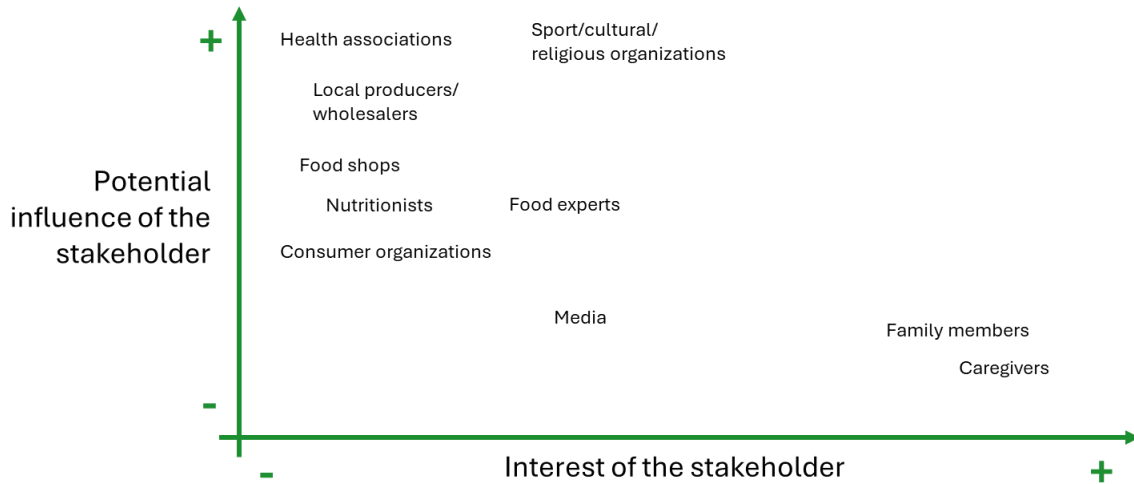 +
Health associations
Sport/cultural/
religious organizations
Local producers/
wholesalers
Food shops
Potential
influence of the
stakeholder
Nutritionists
Food experts
Consumer organizations
Media
Family members
Caregivers
-
-
Interest of the stakeholder
+